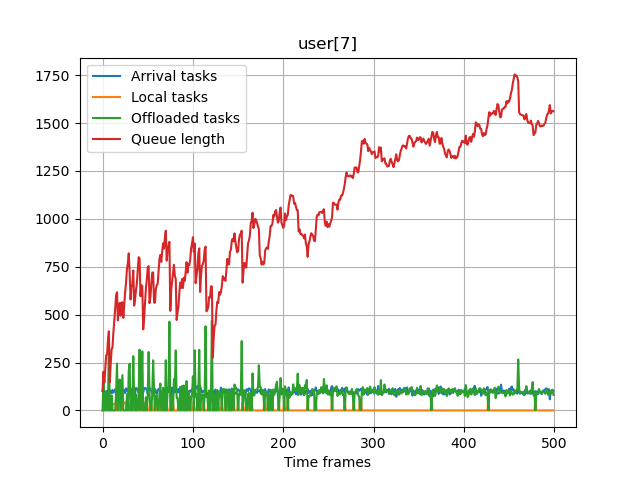 user[7]
Arrival tasks
Local tasks
Offloaded tasks
Queue length
1750
1500
1250
1000
750
500
250
0
0 100 200 300 400 500
Time frames